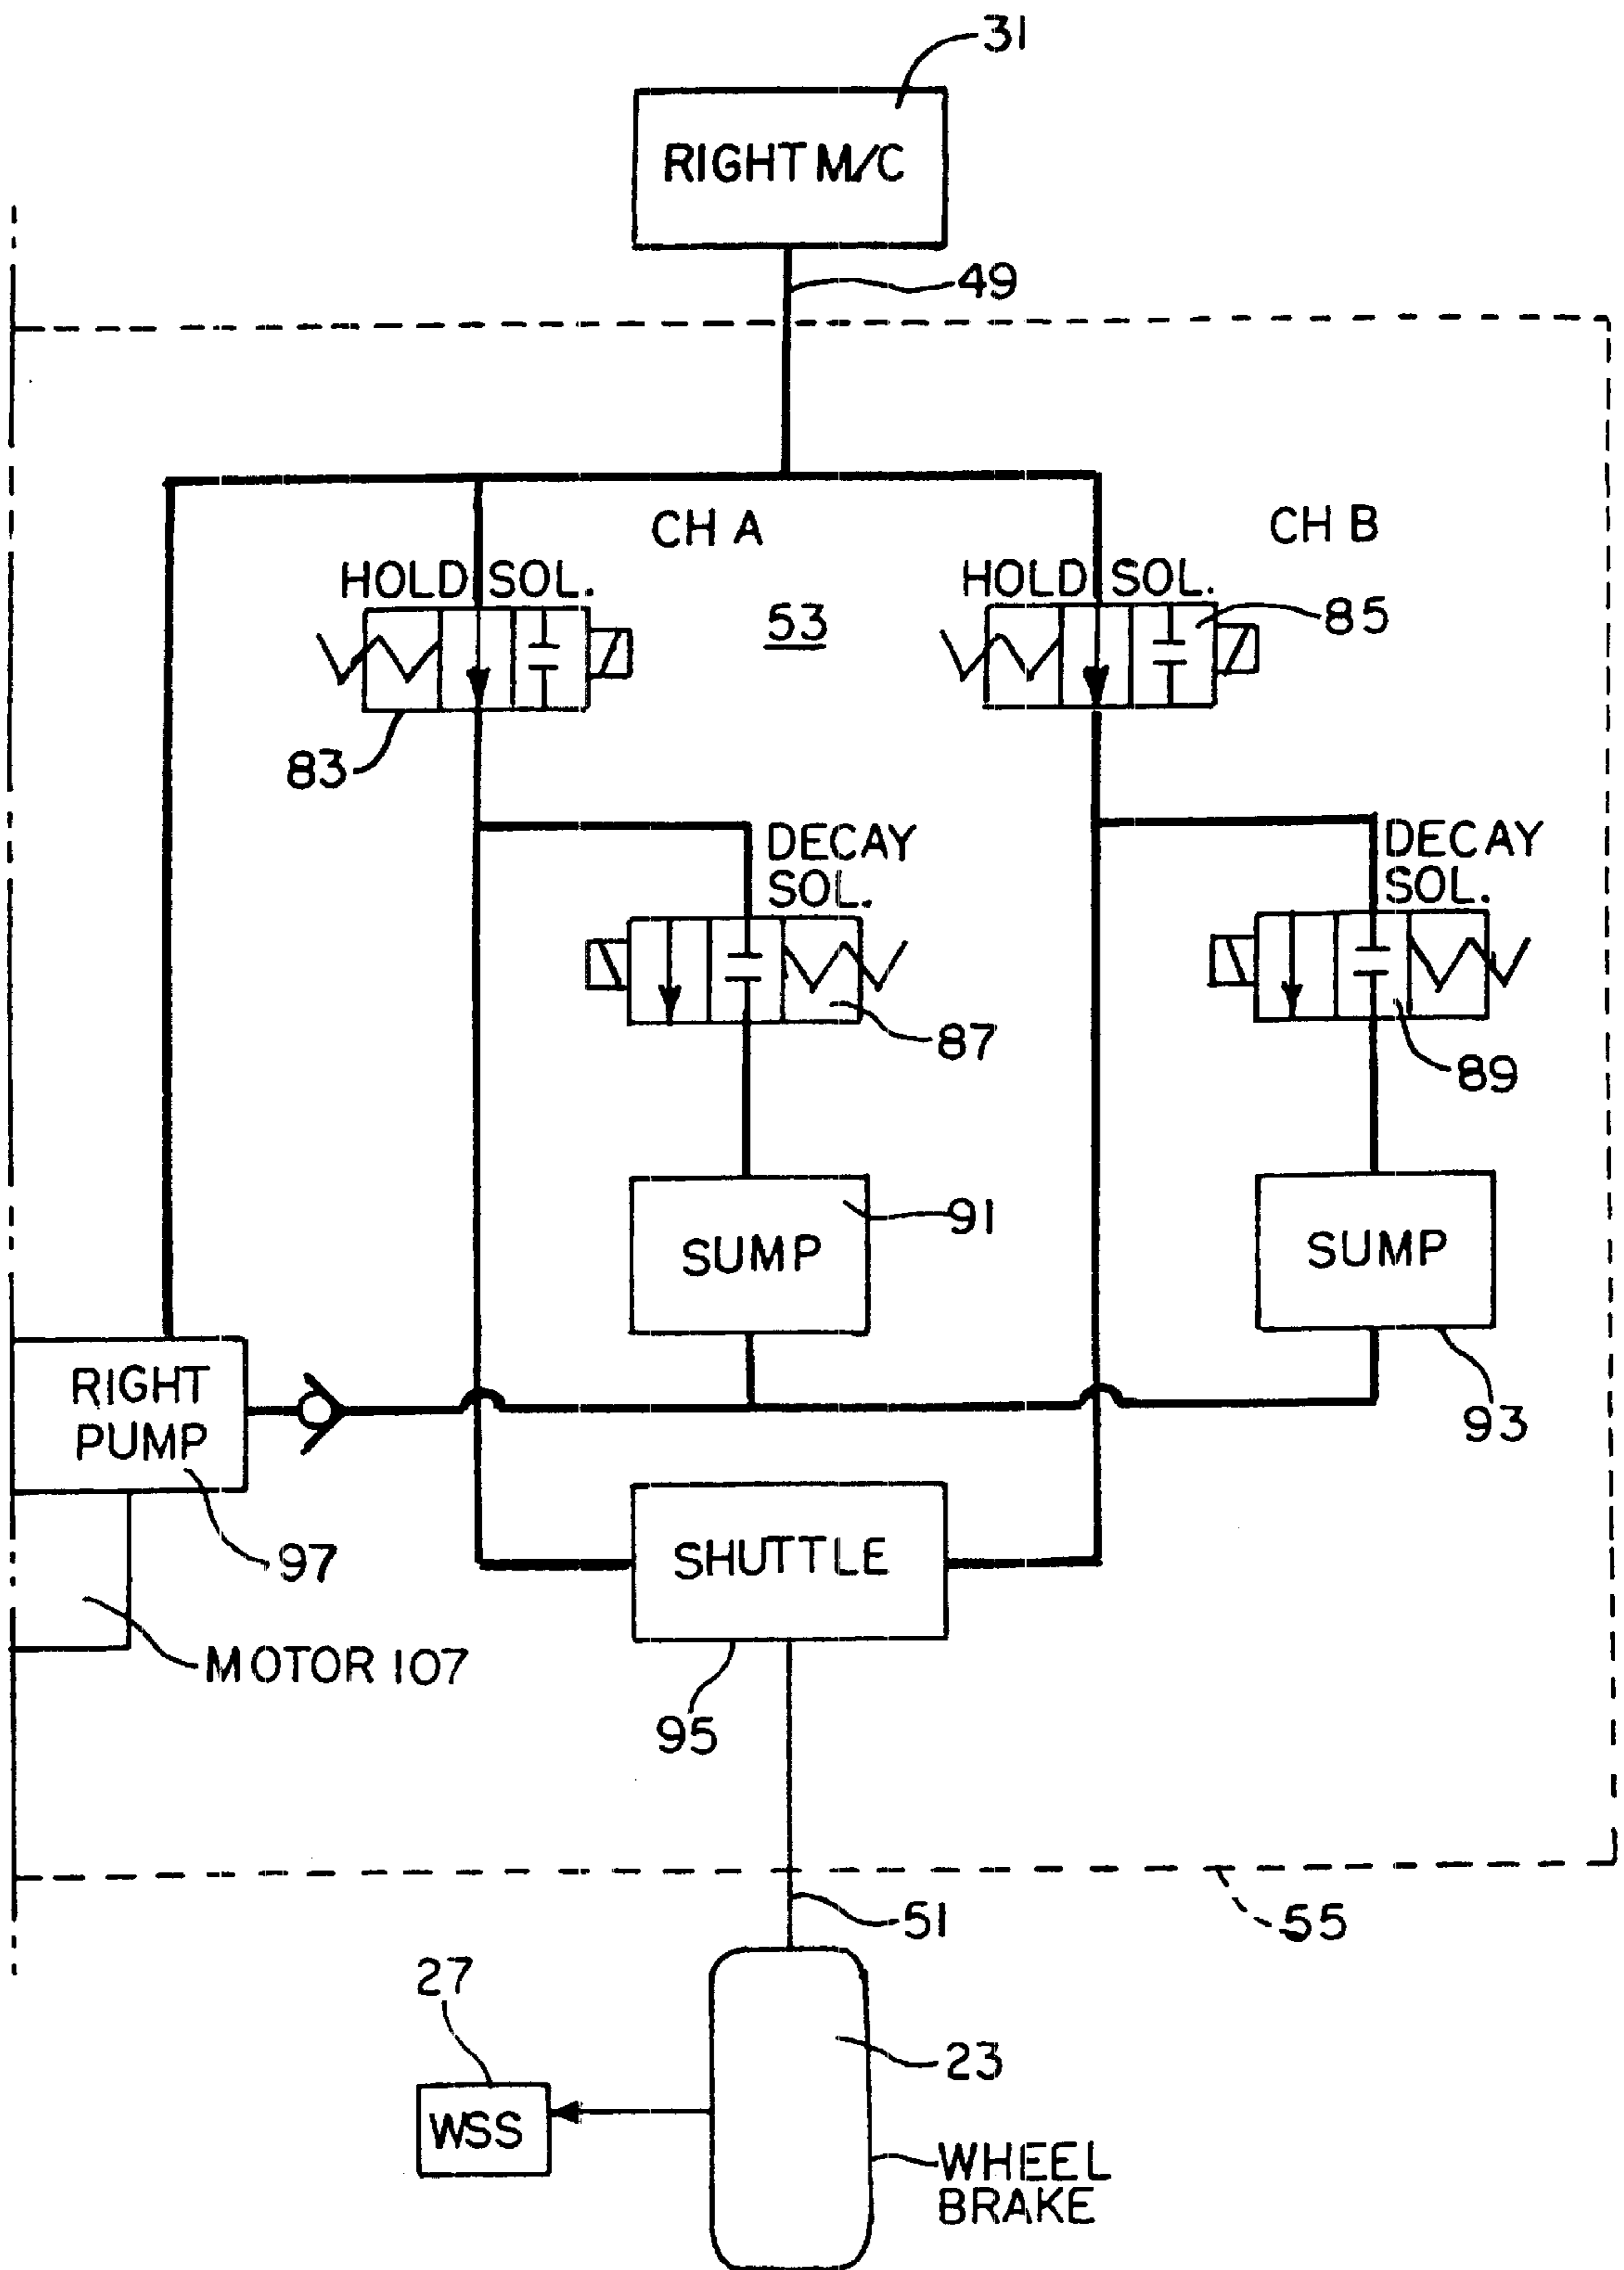 31
RIGHT M/C
49
CH A
CH B
HOLD SOL.
HOLD SOL.
53
85
83
DECAY
SOL.
DECAY
SOL.
87
89
91
SUMP
SUMP
RIGHT
PUMP
93
SHUTTLE
97
MOTOR 107
95
51
55
27
23
WSS
WHEEL
BRAKE